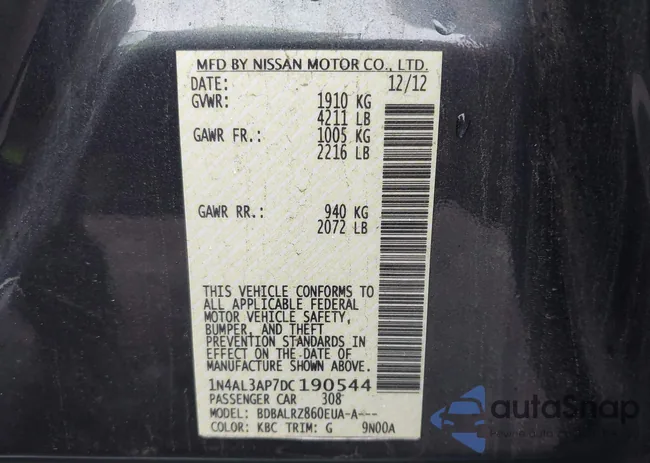 MFD BY NISSAN MOTOR CO., LTD.
DATE: 12/12
GVWR: 1910 KG
4211 LB
GAWR FR.: 1005 KG
2216 LB
GAWR RR.: 940 KG
2072 LB
THIS VEHICLE CONFORMS TO
ALL APPLICABLE FEDERAL
MOTOR VEHICLE SAFETY,
BUMPER, AND THEFT
PREVENTION STANDARDS IN
EFFECT ON THE DATE OF
MANUFACTURE SHOWN ABOVE.
1N4AL3AP7DC190544
PASSENGER CAR 308
MODEL: BDBALRZ860EUA-A---
COLOR: KBC TRIM: G 9N00A
autoSnap